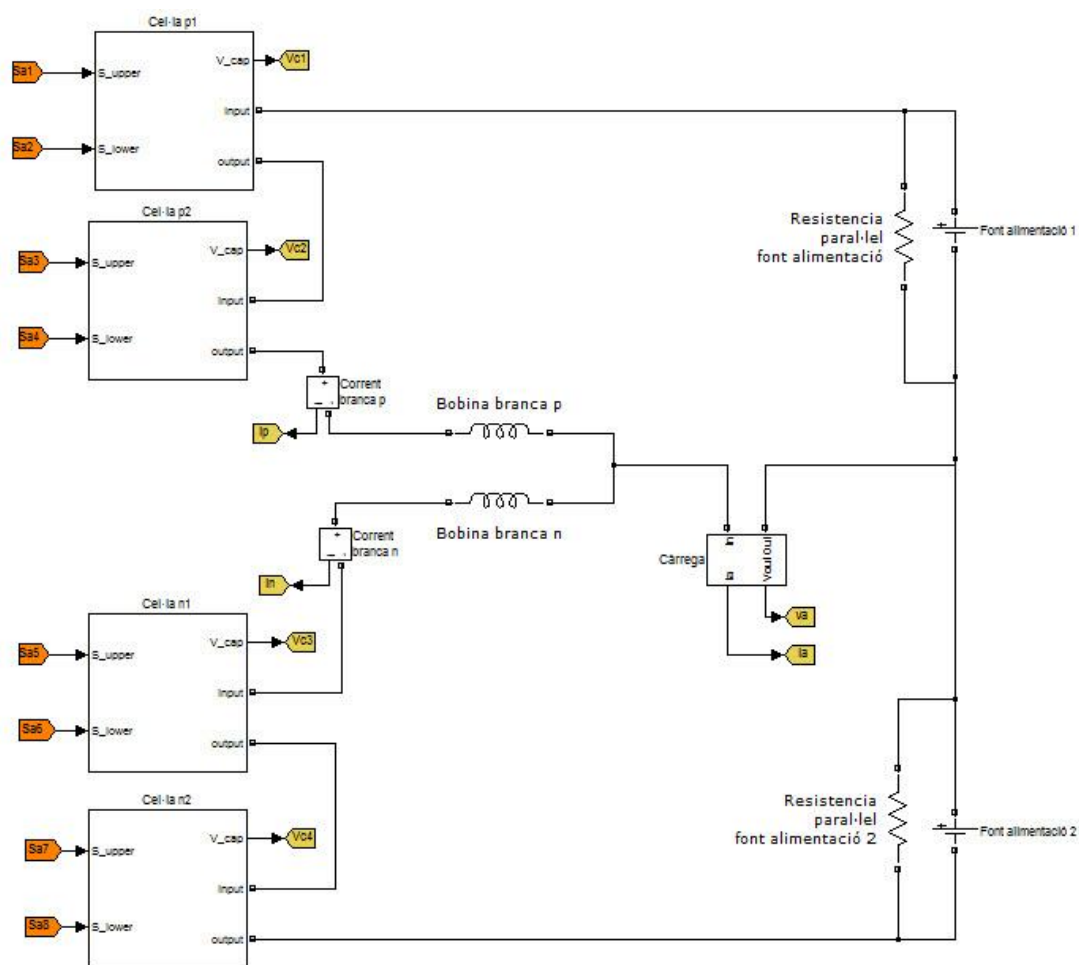 Cel·la p1
Sa1
S_upper
V_cap
Vc1
Input
Sa2
S_lower
output
Cel·la p2
Sa3
S_upper
V_cap
Vc2
Input
Sa4
S_lower
output
Resistencia
paral·lel
font alimentació
+
Font alimentació 1
+
-
Corrent
branca p
Ip
Bobina branca p
+
-
Corrent
branca n
In
Bobina branca n
Càrrega
In
Ia
Vout Out
va
Ia
Cel·la n1
Sa5
S_upper
V_cap
Vc3
Input
Sa6
S_lower
output
Cel·la n2
Sa7
S_upper
V_cap
Vc4
Input
Sa8
S_lower
output
Resistencia
paral·lel
font alimentació 2
+
Font alimentació 2